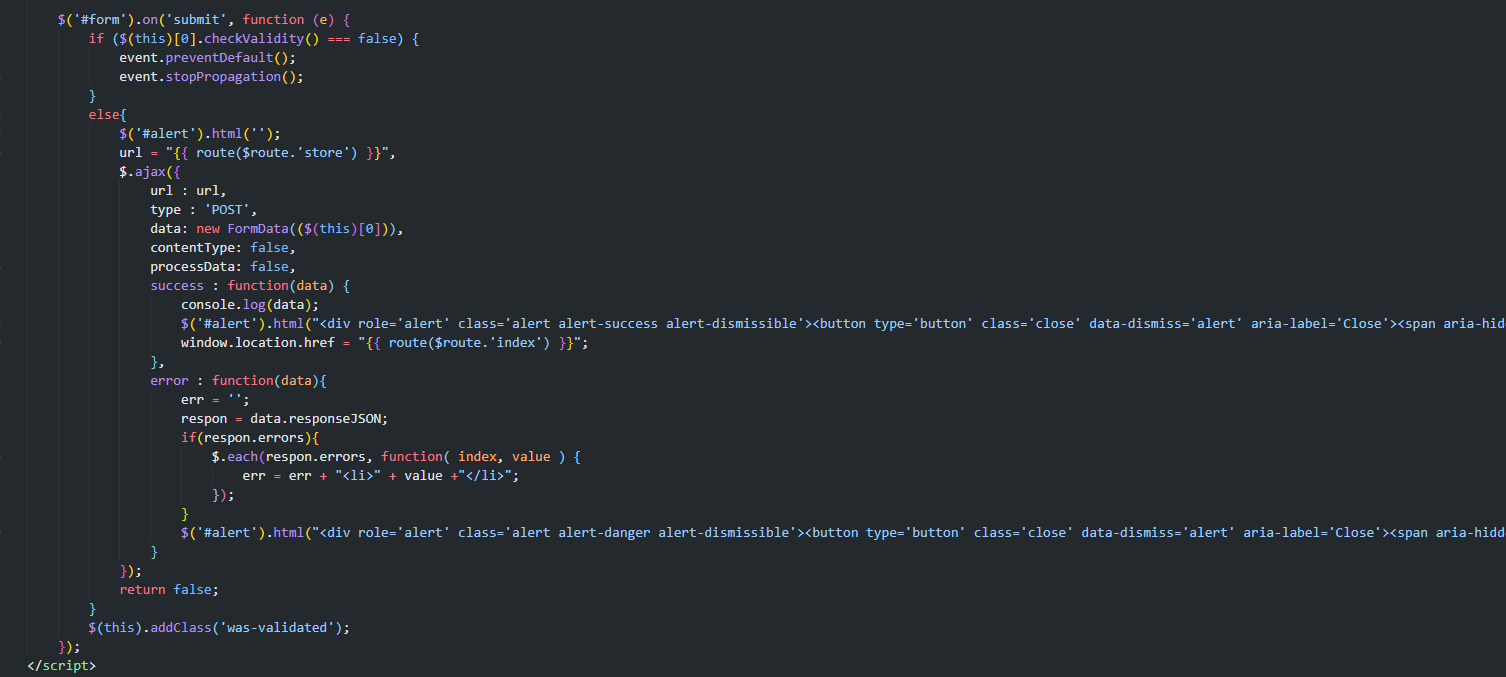 $('#form').on('submit', function (e) {
if ($(this)[0].checkValidity() === false) {
event.preventDefault();
event.stopPropagation();
}
else{
$('#alert').html('');
url = "{{ route($route.'store') }}",
$.ajax({
url : url,
type : 'POST',
data: new FormData(($(this)[0])),
contentType: false,
processData: false,
success : function(data) {
console.log(data);
$('#alert').html("<div role='alert' class='alert alert-success alert-dismissible'><button type='button' class='close' data-dismiss='alert' aria-label='Close'><span aria-hid
window.location.href = "{{ route($route.'index') }}";
},
error : function(data){
err = '';
respon = data.responseJSON;
if(respon.errors){
$.each(respon.errors, function( index, value ) {
err = err + "<li>" + value +"</li>";
});
}
$('#alert').html("<div role='alert' class='alert alert-danger alert-dismissible'><button type='button' class='close' data-dismiss='alert' aria-label='Close'><span aria-hidd
}
});
return false;
}
$(this).addClass('was-validated');
});
</script>